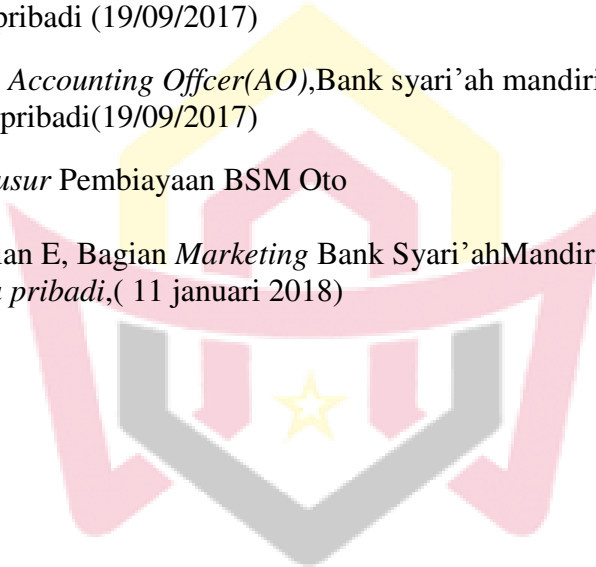 pribadi (19/09/2017)
Accounting Offcer(AO),Bank syari’ah mandiri
pribadi(19/09/2017)
usur Pembiayaan BSM Oto
ian E, Bagian Marketing Bank Syari’ahMandiri
pribadi,( 11 januari 2018)